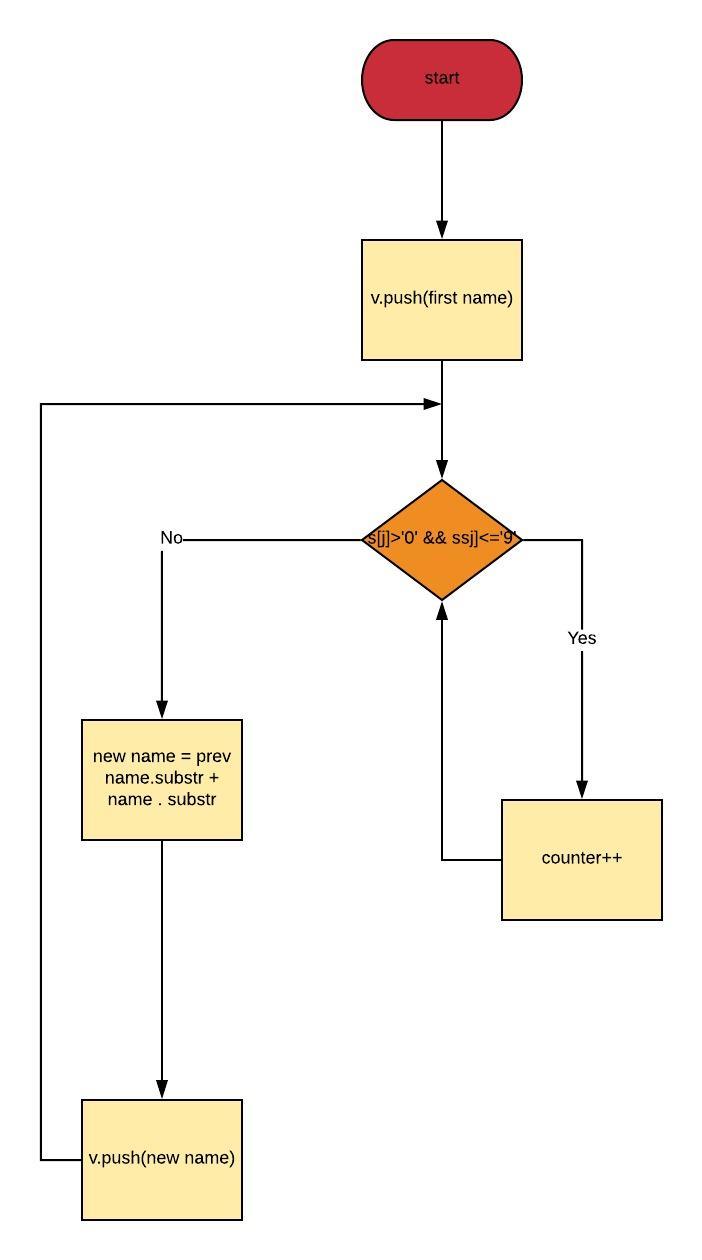 start
v.push(first name)
s[j]>'0' && ssj]<='9'
No
Yes
new name = prev
name.substr +
name . substr
counter++
v.push(new name)